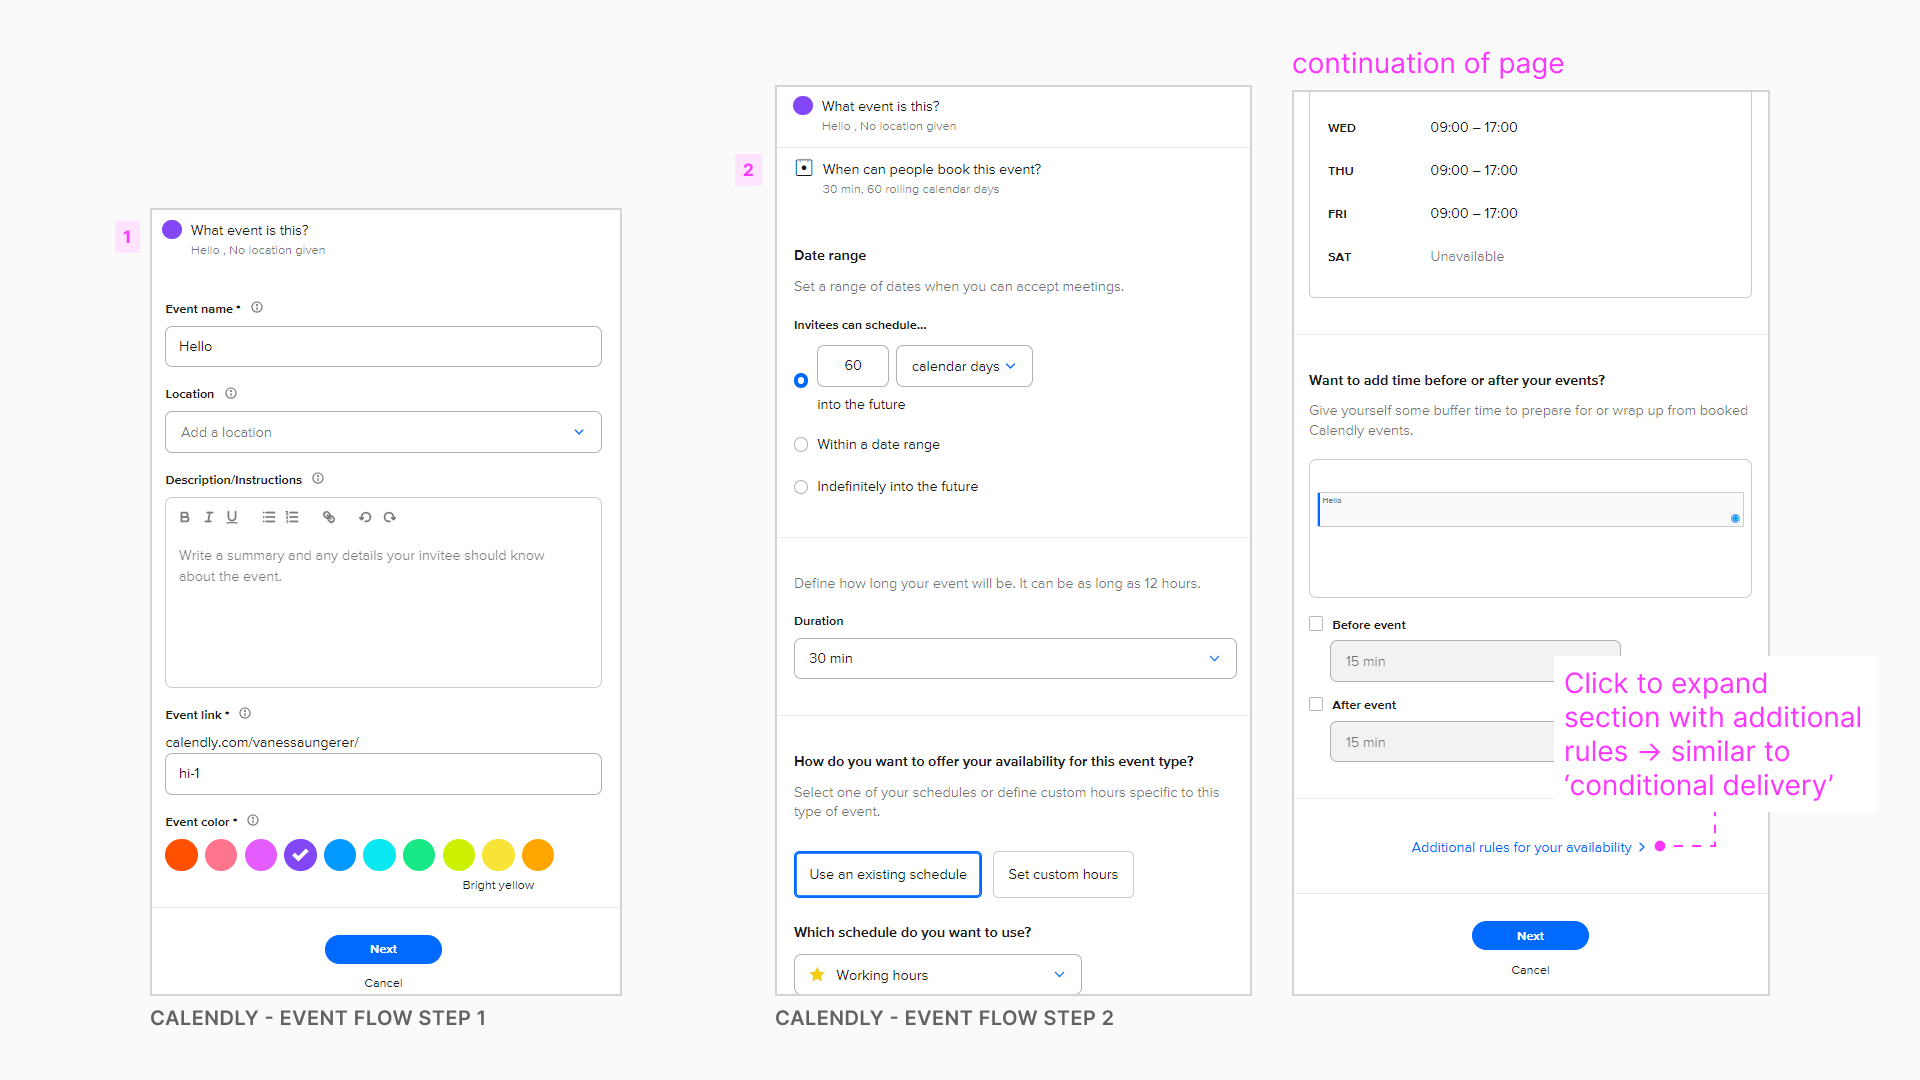 1
What event is this?
Hello , No location given
Event name *
Hello
Location
Add a location
Description/Instructions
B I U
Write a summary and any details your invitee should know
about the event.
Event link *
calendly.com/vanessaungerer/
hi-1
Event color *
Bright yellow
Next
Cancel
CALENDLY - EVENT FLOW STEP 1
What event is this?
Hello , No location given
2
When can people book this event?
30 min, 60 rolling calendar days
Date range
Set a range of dates when you can accept meetings.
Invitees can schedule...
60 calendar days
into the future
Within a date range
Indefinitely into the future
Define how long your event will be. It can be as long as 12 hours.
Duration
30 min
How do you want to offer your availability for this event type?
Select one of your schedules or define custom hours specific to this
type of event.
Use an existing schedule Set custom hours
Which schedule do you want to use?
Working hours
CALENDLY - EVENT FLOW STEP 2
continuation of page
WED 09:00 – 17:00
THU 09:00 – 17:00
FRI 09:00 – 17:00
SAT Unavailable
Want to add time before or after your events?
Give yourself some buffer time to prepare for or wrap up from booked
Calendly events.
Hello
Before event
15 min
After event
15 min
Click to expand
section with additional
rules → similar to
‘conditional delivery’
Additional rules for your availability >
Next
Cancel